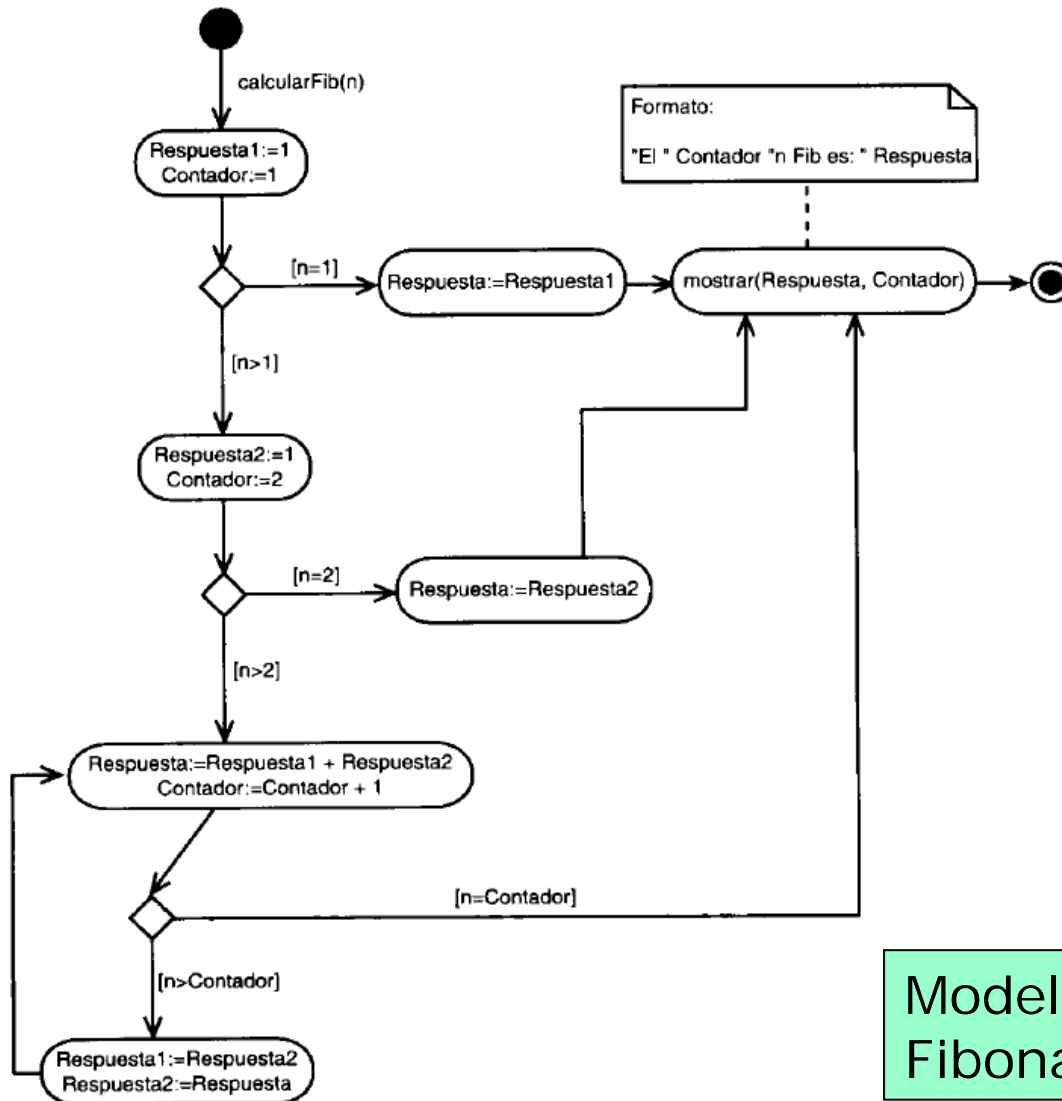 calcularFib(n)
Respuesta1:=1
Contador:=1
Formato:
"El " Contador "n Fib es: " Respuesta
[n=1]
Respuesta:=Respuesta1
mostrar(Respuesta, Contador)
[n>1]
Respuesta2:=1
Contador:=2
[n=2]
Respuesta:=Respuesta2
[n>2]
Respuesta:=Respuesta1 + Respuesta2
Contador:=Contador + 1
[n=Contador]
[n>Contador]
Respuesta1:=Respuesta2
Respuesta2:=Respuesta
Model
Fibona